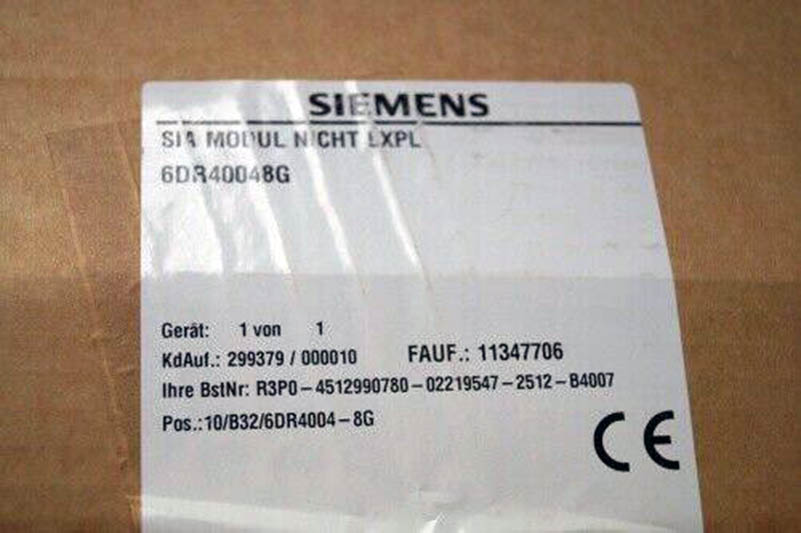 SIEMENS
SIA MODUL NICHT EXPL
6DR40048G
Gerät: 1 von 1
KdAuf.: 299379 / 000010 FAUF.: 11347706
Ihre BstNr: R3P0-4512990780-02219547-2512-B4007
Pos.:10/B32/6DR4004-8G
CE